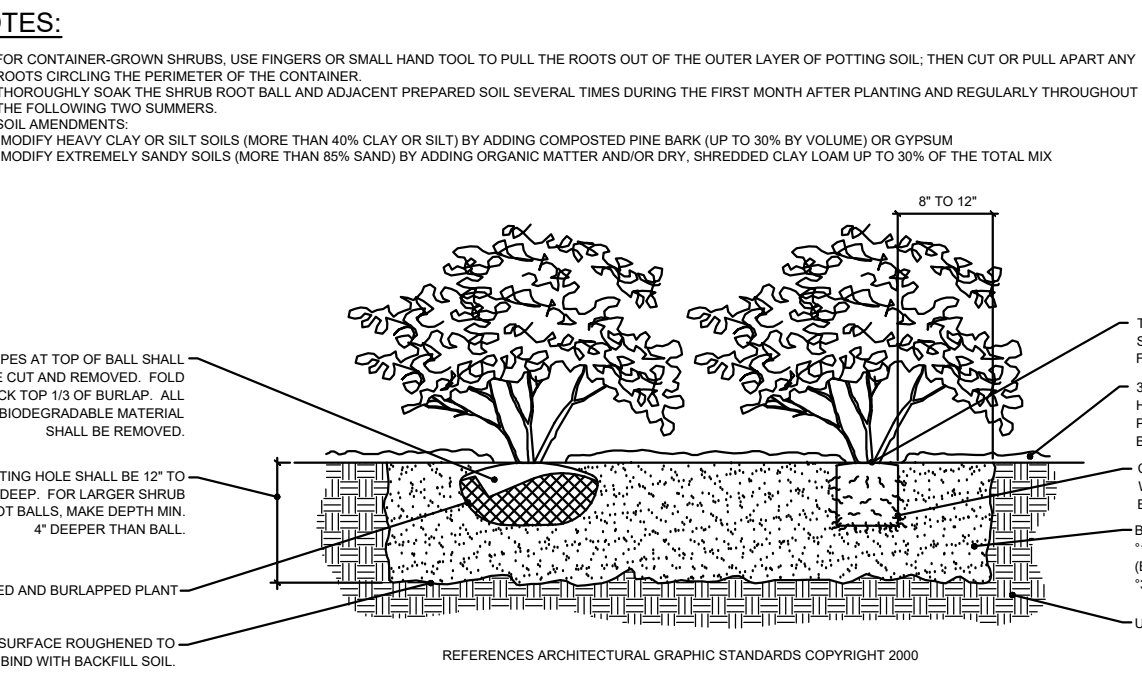 OTES:
FOR CONTAINER-GROWN SHRUBS, USE FINGERS OR SMALL HAND TOOL TO PULL THE ROOTS OUT OF THE OUTER LAYER OF POTTING SOIL; THEN CUT OR PULL APART ANY
ROOTS CIRCLING THE PERIMETER OF THE CONTAINER.
THOROUGHLY SOAK THE SHRUB ROOT BALL AND ADJACENT PREPARED SOIL SEVERAL TIMES DURING THE FIRST MONTH AFTER PLANTING AND REGULARLY THROUGHOUT
THE FOLLOWING TWO SUMMERS.
SOIL AMENDMENTS:
MODIFY HEAVY CLAY OR SILT SOILS (MORE THAN 40% CLAY OR SILT) BY ADDING COMPOSTED PINE BARK (UP TO 30% BY VOLUME) OR GYPSUM
MODIFY EXTREMELY SANDY SOILS (MORE THAN 85% SAND) BY ADDING ORGANIC MATTER AND/OR DRY, SHREDDED CLAY LOAM UP TO 30% OF THE TOTAL MIX
8" TO 12"
PES AT TOP OF BALL SHALL
E CUT AND REMOVED. FOLD
CK TOP 1/3 OF BURLAP. ALL
BIODEGRADABLE MATERIAL
SHALL BE REMOVED.
TING HOLE SHALL BE 12" TO
DEEP. FOR LARGER SHRUB
OT BALLS, MAKE DEPTH MIN.
4" DEEPER THAN BALL.
ED AND BURLAPPED PLANT
SURFACE ROUGHENED TO
BIND WITH BACKFILL SOIL.
REFERENCES ARCHITECTURAL GRAPHIC STANDARDS COPYRIGHT 2000